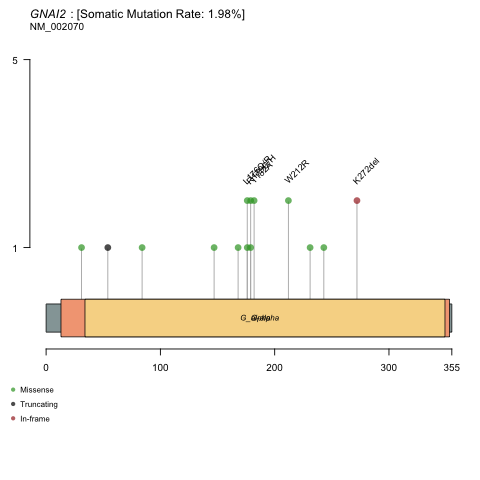 GNAI2 : [Somatic Mutation Rate: 1.98%]
NM_002070
5
W212R
K272del
1
0
100
200
300
355
Missense
Truncating
In-frame